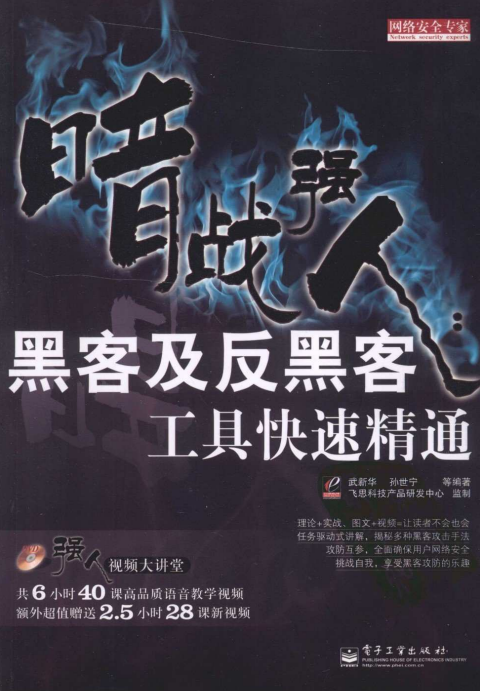 网络安全专家
Network security experts
暗战强人:
黑客及反黑客
工具快速精通
武新华 孙世宁 等编著
飞思科技产品研发中心 监制
理论+实战、图文+视频=让读者不会也会
任务驱动式讲解，揭秘多种黑客攻击手法
攻防互参，全面确保用户网络安全
挑战自我，享受黑客攻防的乐趣
强人视频大讲堂
共6小时40课高品质语音教学视频
额外超值赠送2.5小时28课新视频
电子工业出版社
PUBLISHING HOUSE OF ELECTRONICS INDUSTRY